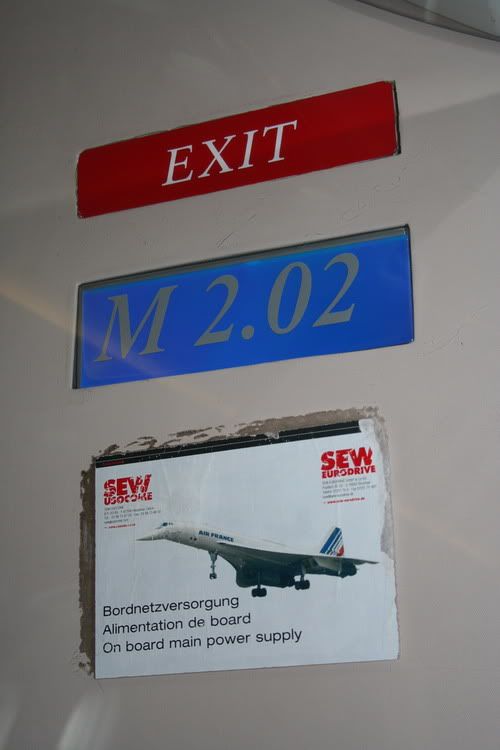 EXIT
M 2.02
SEW
USOCOME
SEW
EURODRIVE
AIR FRANCE
Bordnetzversorgung
Alimentation de board
On board main power supply